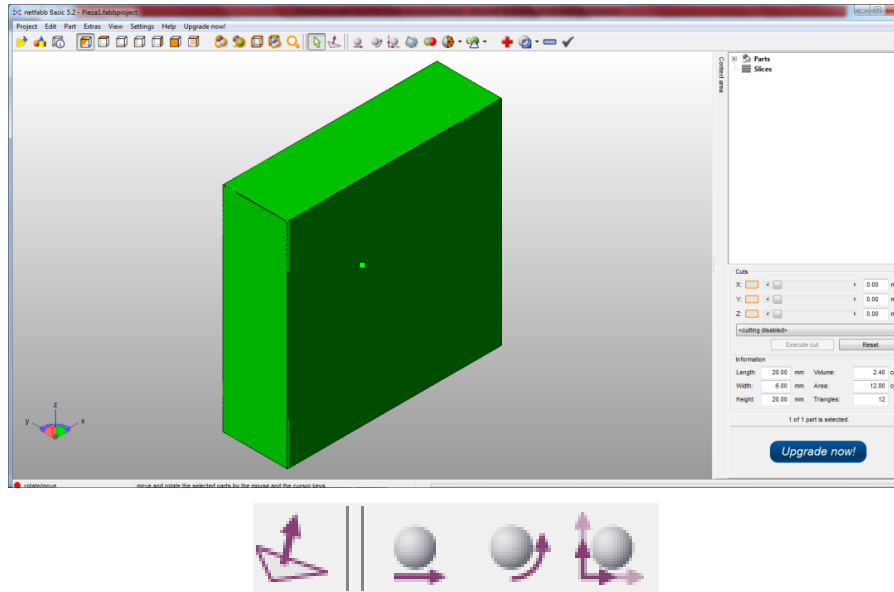 netfabb Basic 5.2 - Pieza1.fabbproject
Project Edit Part Extras View Settings Help Upgrade now!
Context area
Parts
Slices
Cuts
X: 0.00
Y: 0.00
Z: 0.00
<cutting disabled>
Execute cut Reset
Information
Length: 20.00 mm Volume: 2.40
Width: 6.00 mm Area: 12.80
Height: 20.00 mm Triangles: 12
1 of 1 part is selected.
Upgrade now!
z
y x
rotate/move move and rotate the selected parts by the mouse and the cursor keys.